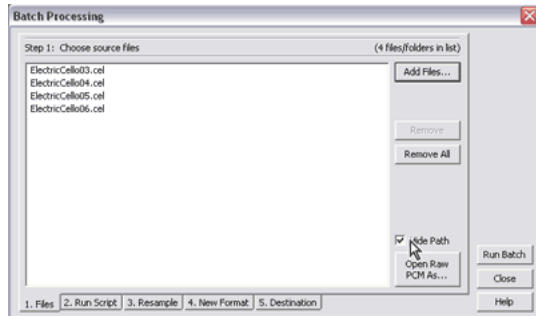 Batch Processing
Step 1: Choose source files
(4 files/folders in list)
ElectricCello03.cel
ElectricCello04.cel
ElectricCello05.cel
ElectricCello06.cel
Add Files...
Remove
Remove All
Hide Path
Open Raw
PCM As...
Run Batch
Close
Help
1. Files
2. Run Script
3. Resample
4. New Format
5. Destination